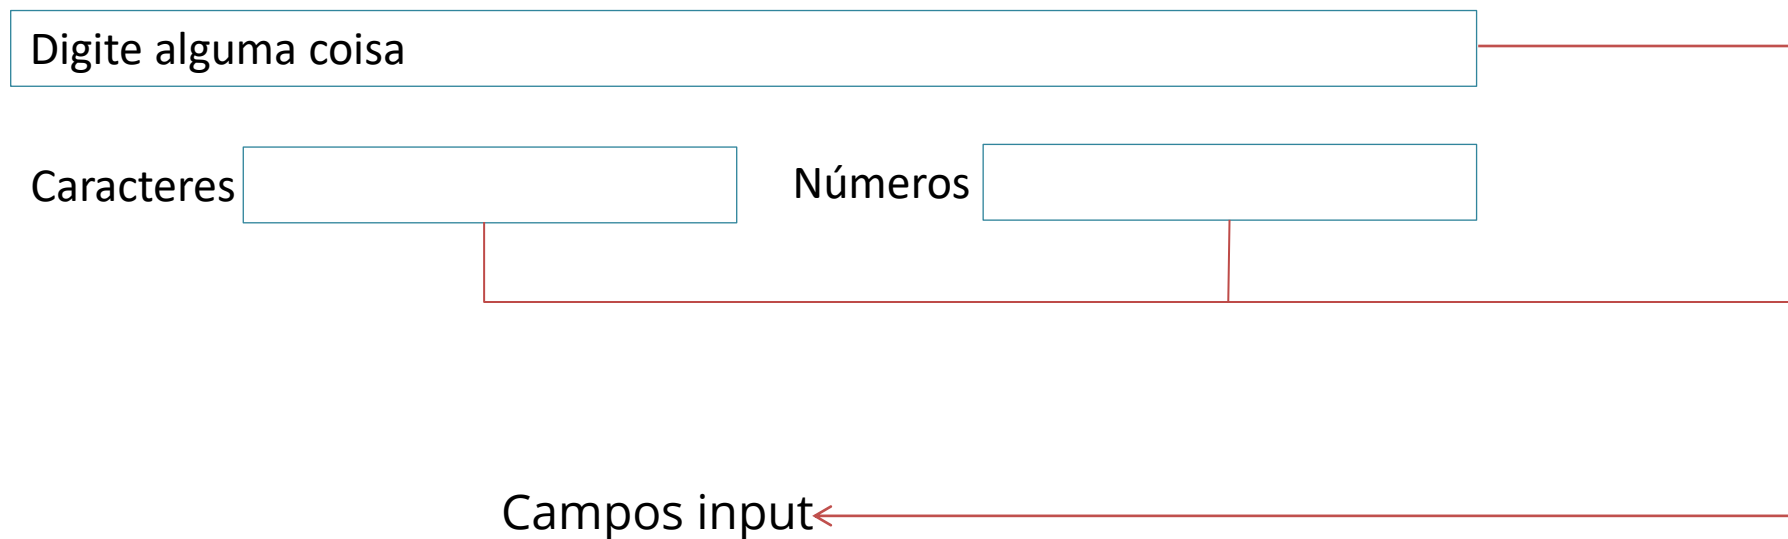 Digite alguma coisa
Caracteres
Números
Campos input